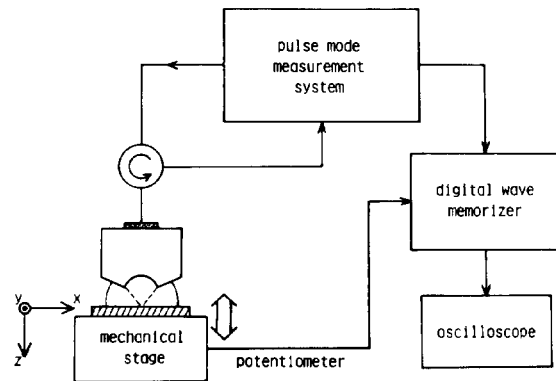 pulse mode
measurement
system
digital wave
memorizer
y
x
z
mechanical
stage
potentiometer
oscilloscope